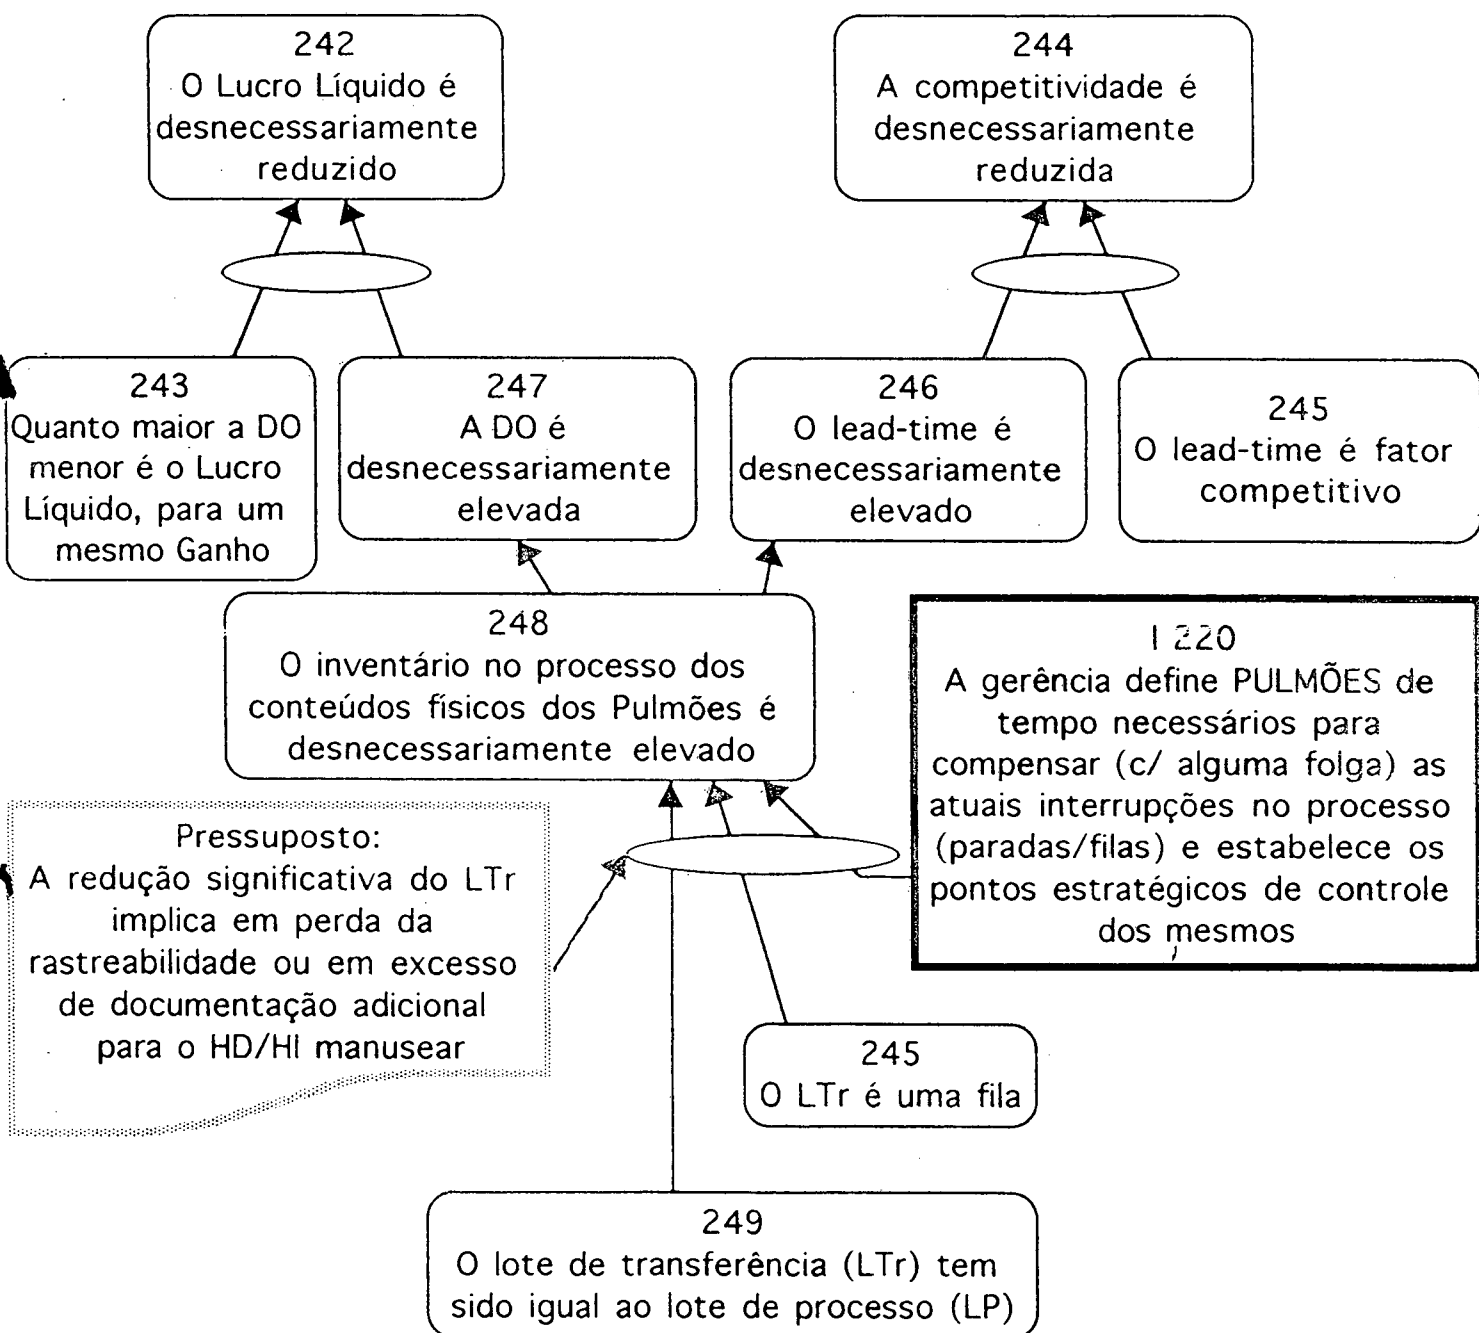 242
O Lucro Líquido é
desnecessariamente
reduzido
244
A competitividade é
desnecessariamente
reduzida
243
Quanto maior a DO
menor é o Lucro
Líquido, para um
mesmo Ganho
247
A DO é
desnecessariamente
elevada
246
O lead-time é
desnecessariamente
elevado
245
O lead-time é fator
competitivo
248
O inventário no processo dos
conteúdos físicos dos Pulmões é
desnecessariamente elevado
I 220
A gerência define PULMÕES de
tempo necessários para
compensar (c/ alguma folga) as
atuais interrupções no processo
(paradas/filas) e estabelece os
pontos estratégicos de controle
dos mesmos
Pressuposto:
A redução significativa do LTr
implica em perda da
rastreabilidade ou em excesso
de documentação adicional
para o HD/HI manusear
245
O LTr é uma fila
249
O lote de transferência (LTr) tem
sido igual ao lote de processo (LP)